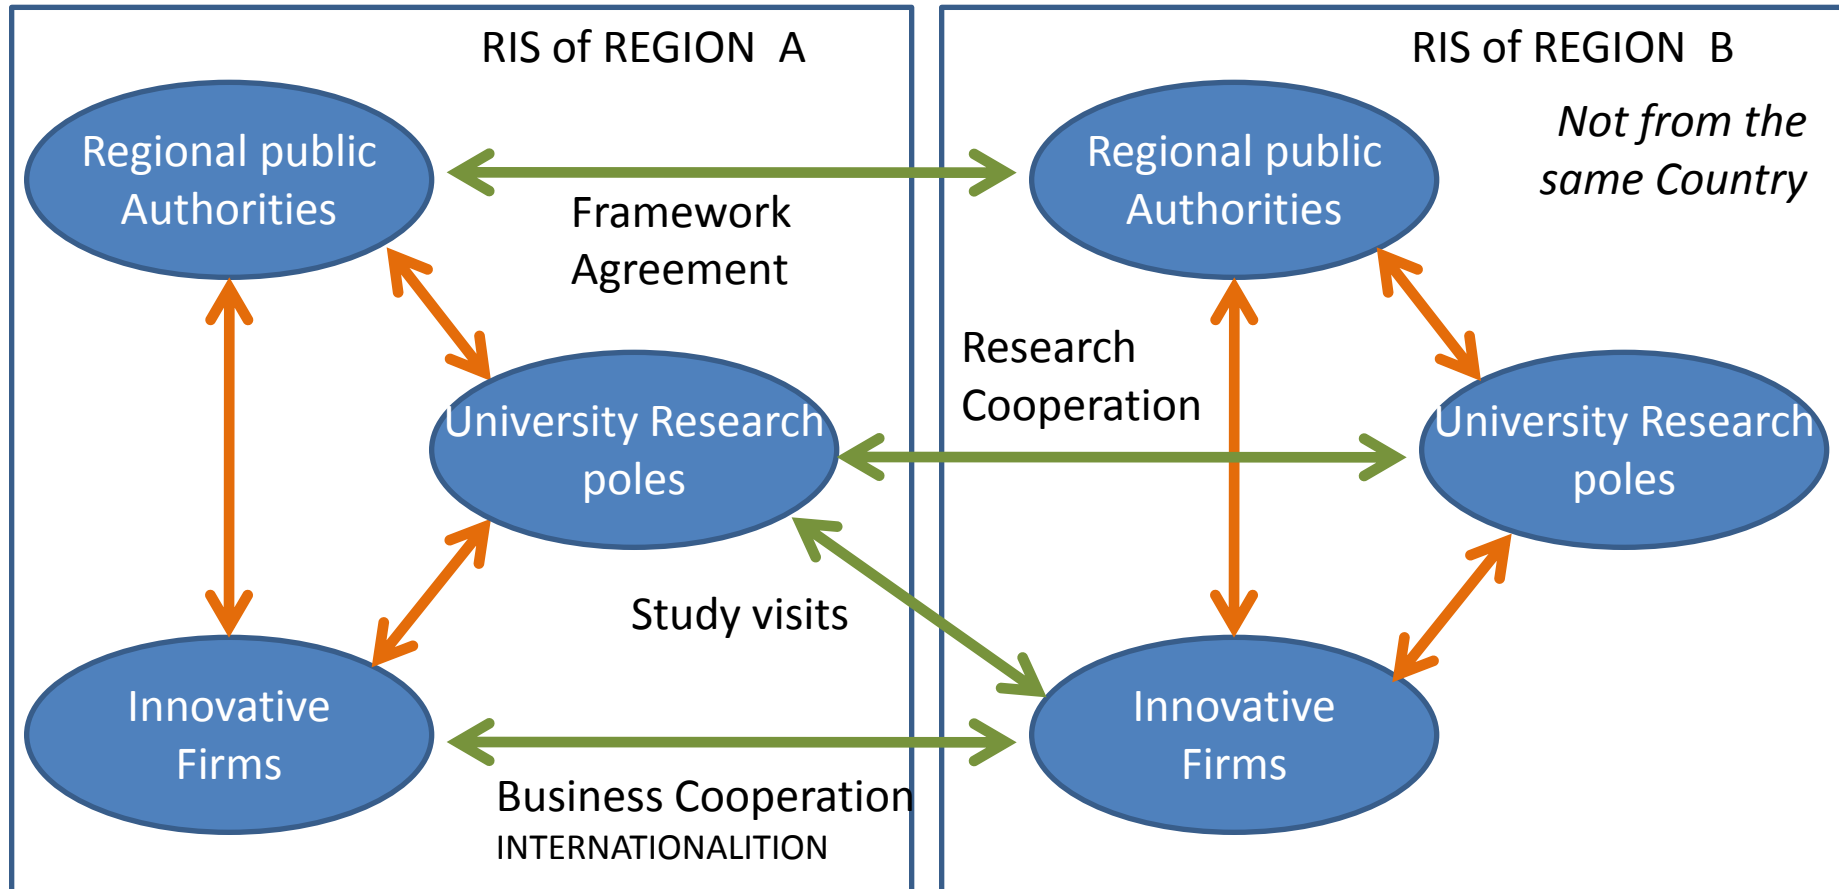 RIS of REGION A
Regional public
Authorities
Framework
Agreement
University Research
poles
Study visits
Innovative
Firms
Business Cooperation
INTERNATIONALITION
RIS of REGION B
Not from the
same Country
Regional public
Authorities
Research
Cooperation
University Research
poles
Innovative
Firms